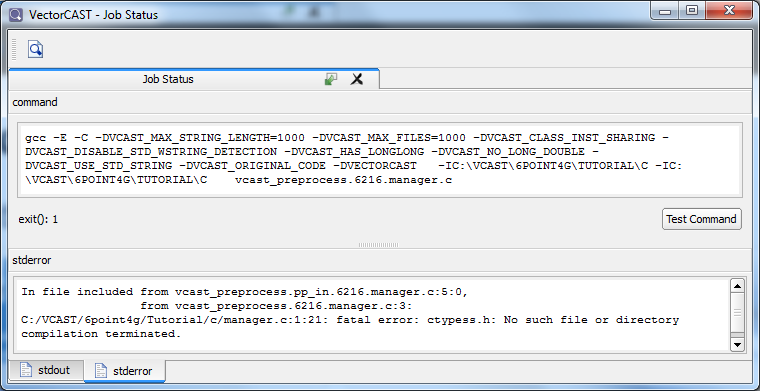 VectorCAST - Job Status
Job Status
command
gcc -E -C -DVCAST_MAX_STRING_LENGTH=1000 -DVCAST_MAX_FILES=1000 -DVCAST_CLASS_INST_SHARING -
DVCAST_DISABLE_STD_WSTRING_DETECTION -DVCAST_HAS_LONGLONG -DVCAST_NO_LONG_DOUBLE -
DVCAST_USE_STD_STRING -DVCAST_ORIGINAL_CODE -DVECTORCAST   -IC:\VCAST\6POINT4G\TUTORIAL\C -IC:
\VCAST\6POINT4G\TUTORIAL\C    vcast_preprocess.6216.manager.c
exit(): 1
Test Command
stderror
In file included from vcast_preprocess.pp_in.6216.manager.c:5:0,
                 from vcast_preprocess.6216.manager.c:3:
C:/VCAST/6point4g/Tutorial/c/manager.c:1:21: fatal error: ctypess.h: No such file or directory
compilation terminated.
stdout
stderror